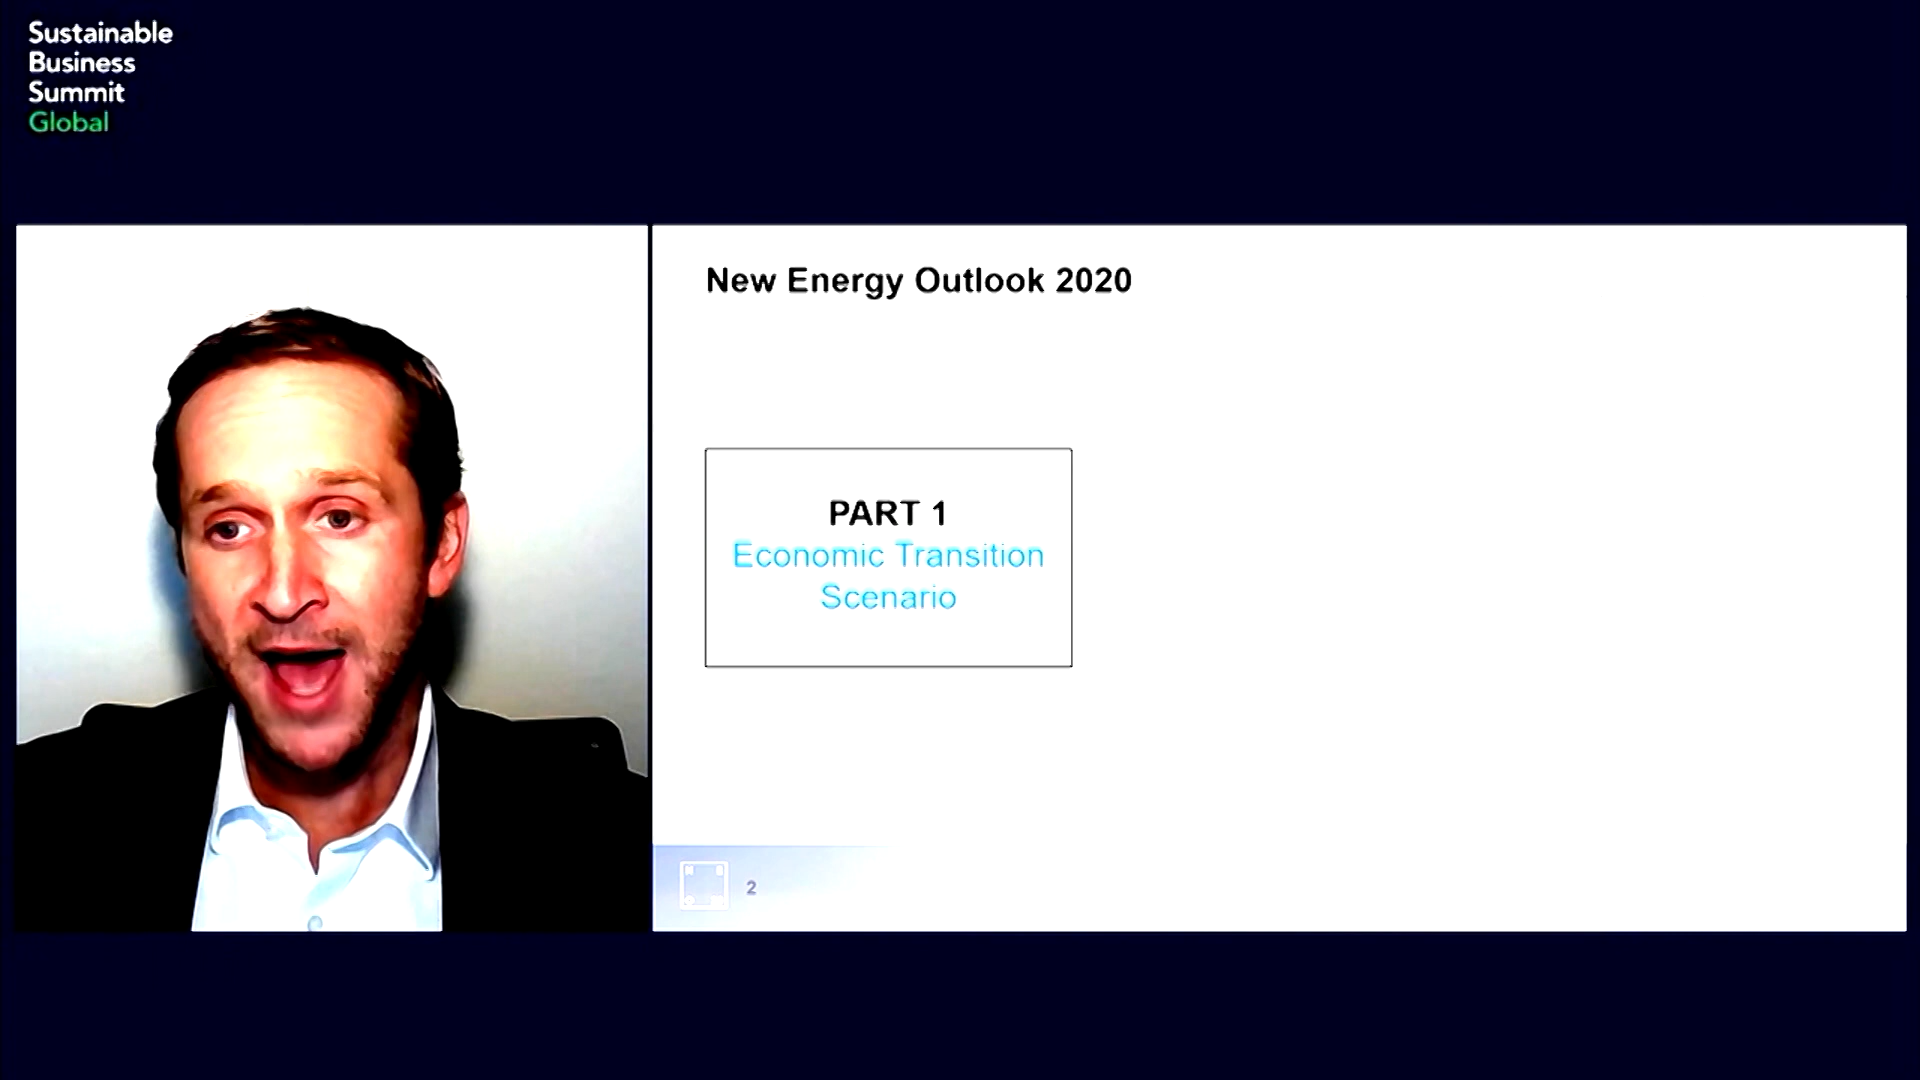 Sustainable
Business
Summit
Global
New Energy Outlook 2020
PART 1
Economic Transition
Scenario
2